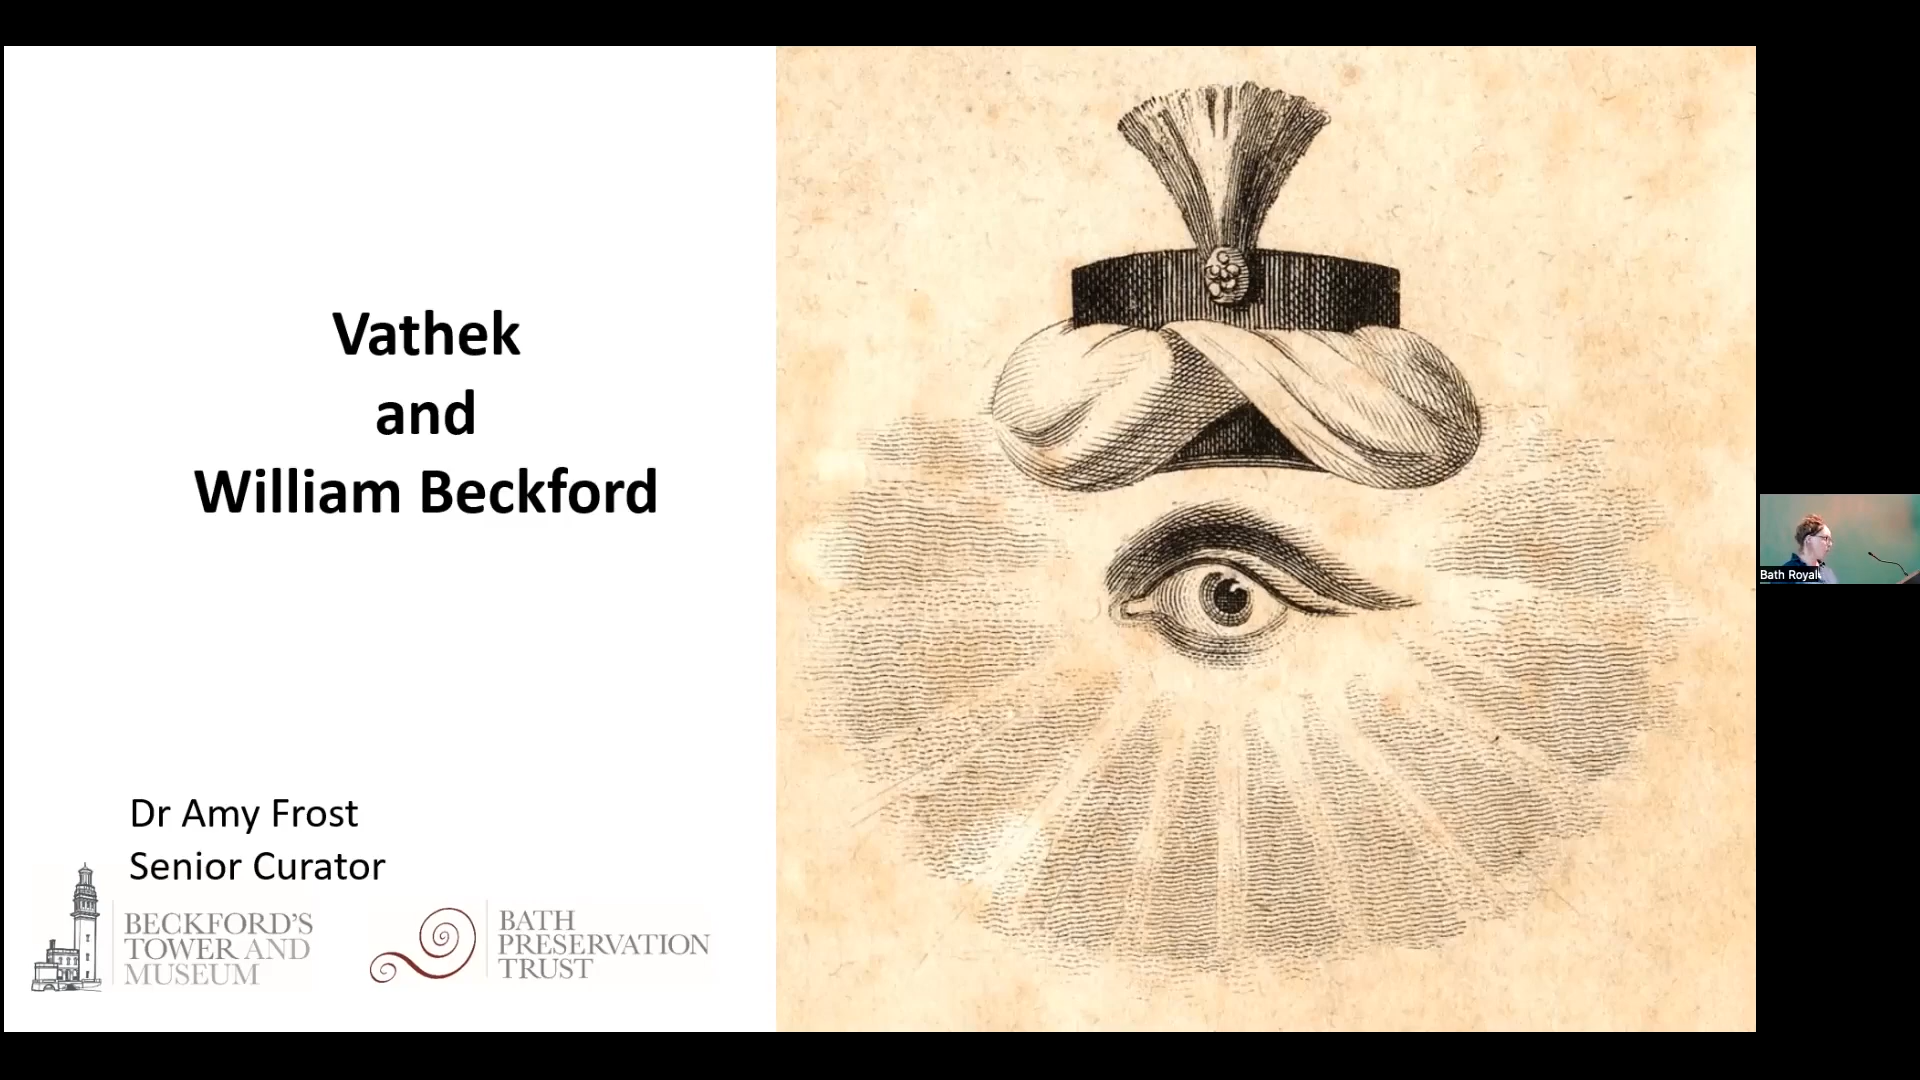 Vathek
and
William Beckford
Dr Amy Frost
Senior Curator
BECKFORD'S
TOWER AND
MUSEUM
BATH
PRESERVATION
TRUST
Bath Royal